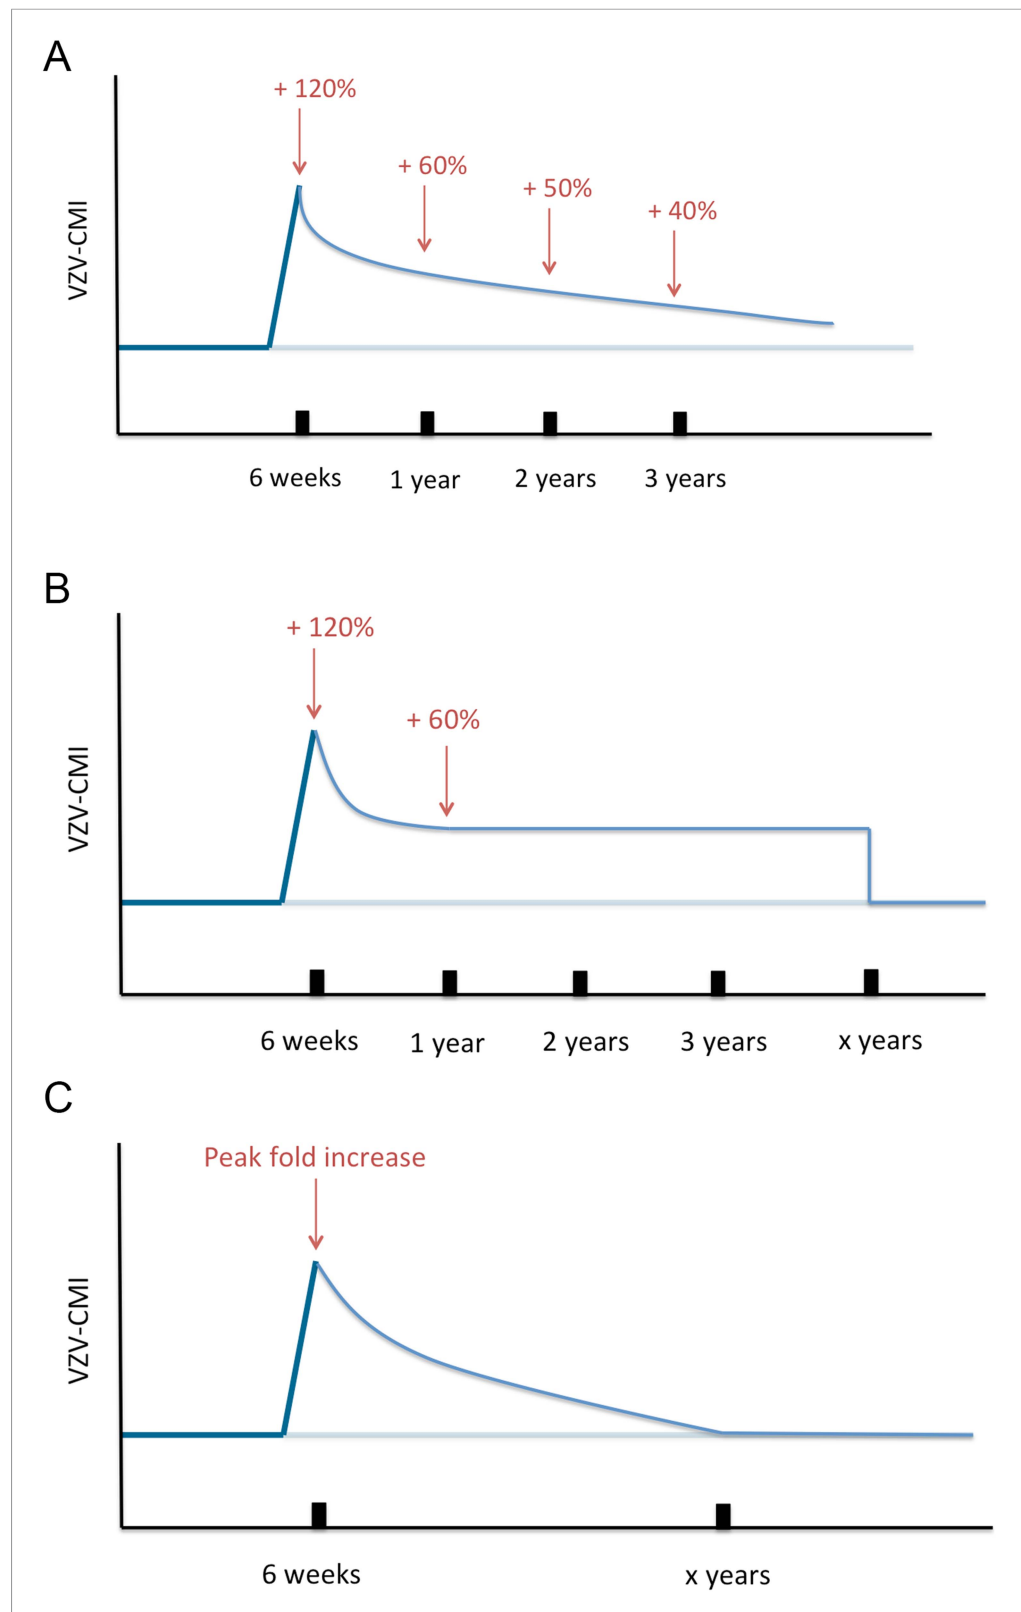 A
+ 120%
+ 60%
+ 50%
+ 40%
VZV-CMI
6 weeks
1 year
2 years
3 years
B
+ 120%
+ 60%
VZV-CMI
6 weeks
1 year
2 years
3 years
x years
C
Peak fold increase
VZV-CMI
6 weeks
x years